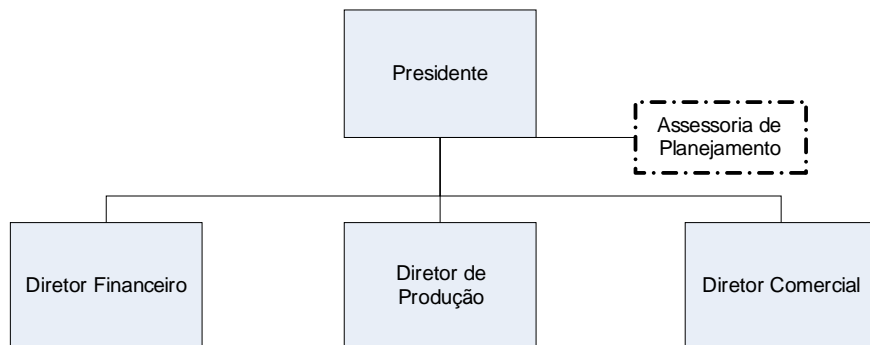 Presidente
Assessoria de
Planejamento
Diretor Financeiro
Diretor de
Produção
Diretor Comercial